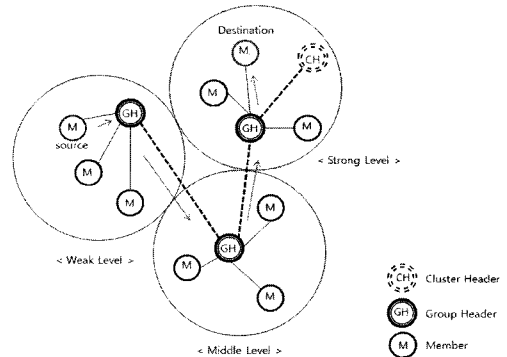 Destination
M
CH
M
GH
M
GH
M
source
M
M
< Strong Level >
M
GH
M
M
< Weak Level >
< Middle Level >
CH Cluster Header
GH Group Header
M Member